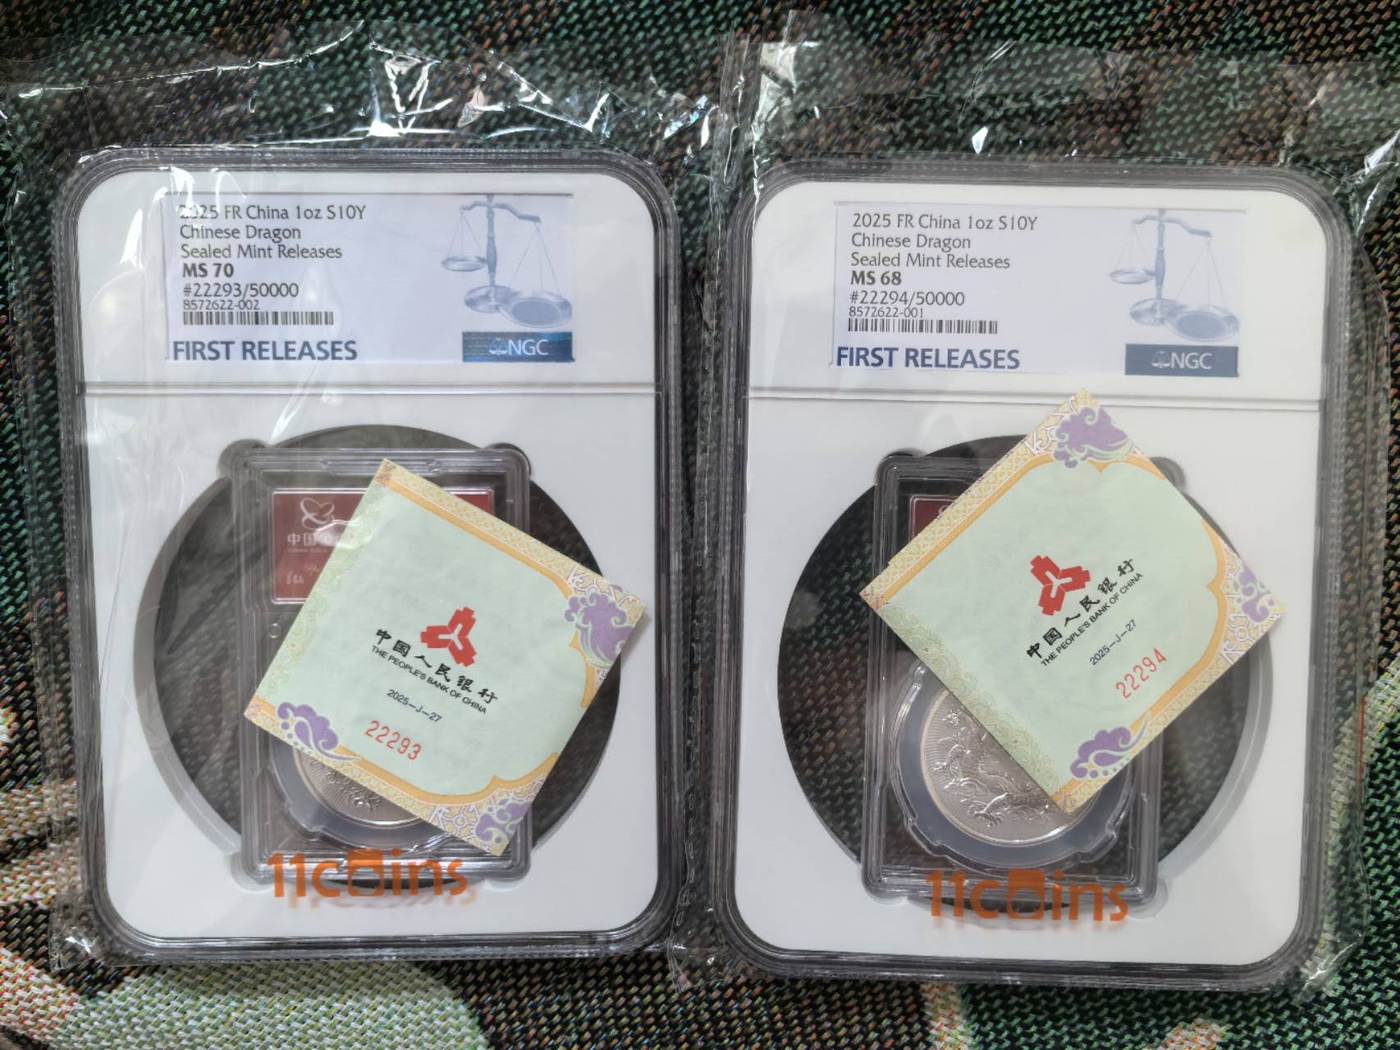 2025 FR China 1oz S10Y
Chinese Dragon
Sealed Mint Releases
MS 70
#22293/50000
8572622-002
FIRST RELEASES
NGC
中国
中国人民银行
THE PEOPLE'S BANK OF CHINA
2025-J-27
22293
11coins
2025 FR China 1oz S10Y
Chinese Dragon
Sealed Mint Releases
MS 68
#22294/50000
8572622-001
FIRST RELEASES
NGC
中国人民银行
THE PEOPLE'S BANK OF CHINA
2025-J-27
22294
11coins